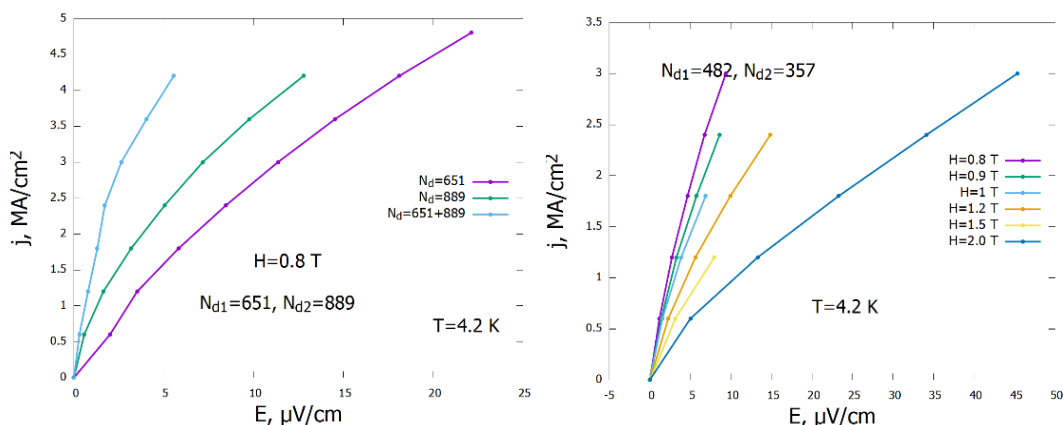 5
4.5
4
3.5
3
2.5
2
1.5
1
0.5
0
j, MA/cm²
N_d=651
N_d=889
N_d=651+889
H=0.8 T
N_d1=651, N_d2=889
T=4.2 K
0 5 10 15 20 25
E, μV/cm
3.5
3
2.5
2
1.5
1
0.5
0
j, MA/cm²
N_d1=482, N_d2=357
H=0.8 T
H=0.9 T
H=1 T
H=1.2 T
H=1.5 T
H=2.0 T
T=4.2 K
0 5 10 15 20 25 30 35 40 45 50
E, μV/cm